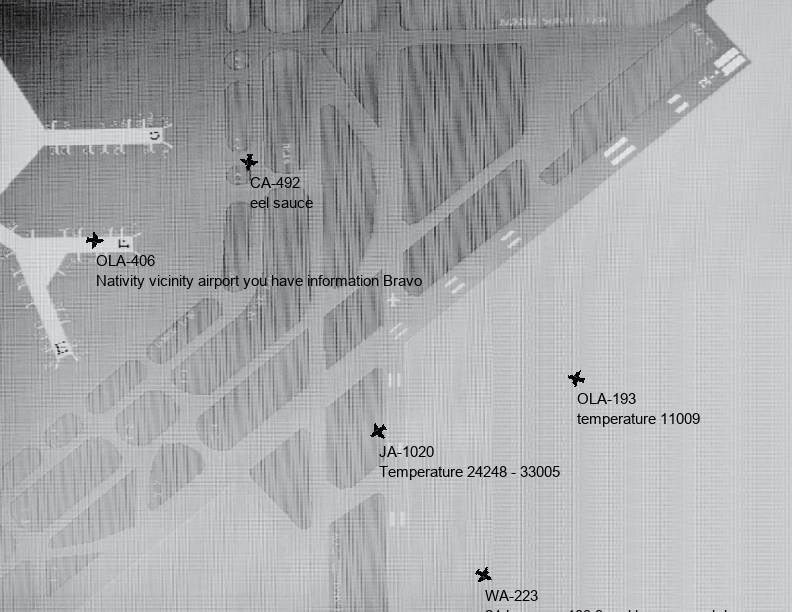 CA-492
eel sauce
OLA-406
Nativity vicinity airport you have information Bravo
OLA-193
temperature 11009
JA-1020
Temperature 24248 - 33005
WA-223